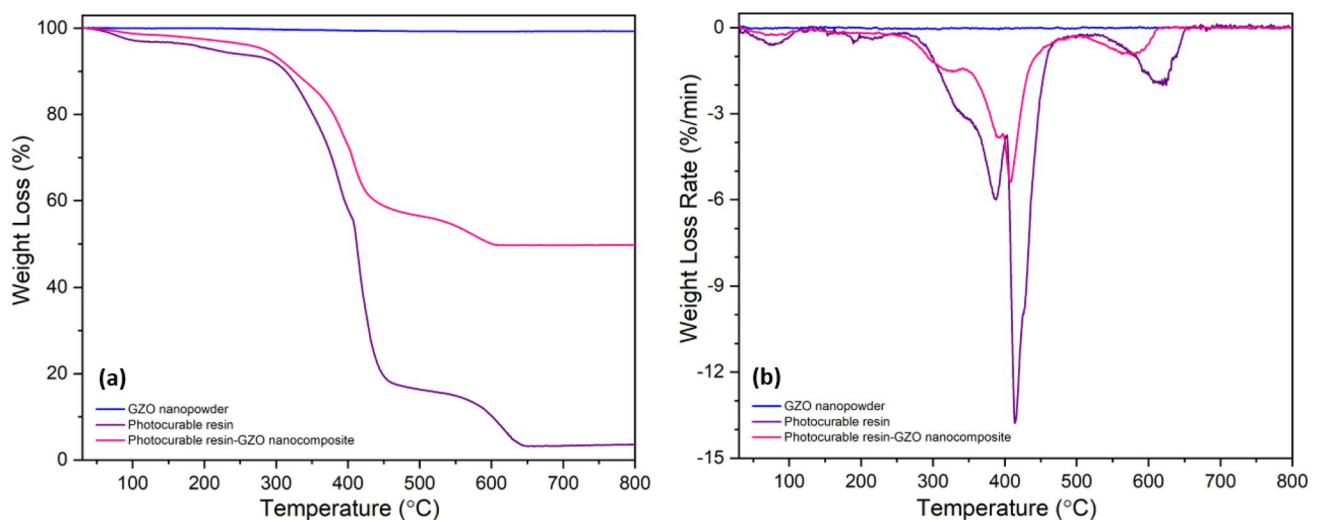 Weight Loss (%)
100
80
60
40
20
0
(a)
GZO nanopowder
Photocurable resin
Photocurable resin-GZO nanocomposite
100 200 300 400 500 600 700 800
Temperature (°C)
Weight Loss Rate (%/min)
0
-3
-6
-9
-12
-15
(b)
GZO nanopowder
Photocurable resin
Photocurable resin-GZO nanocomposite
100 200 300 400 500 600 700 800
Temperature (°C)